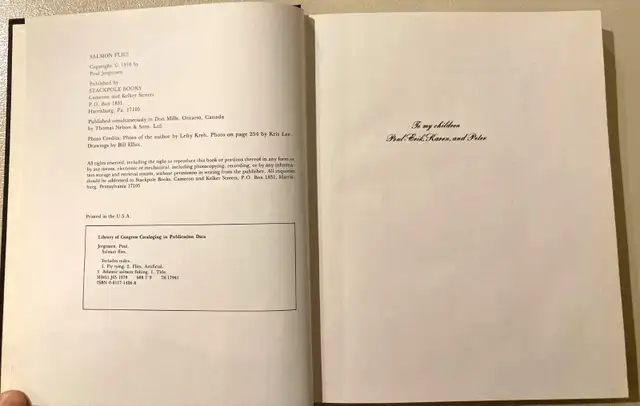 SALMON FLIES
Copyright © 1978 by
Poul Jorgensen
Published by
STACKPOLE BOOKS
Cameron and Kelker Streets
P. O. Box 1831
Harrisburg, Pa. 17105
Published simultaneously in Don Mills, Ontario, Canada
by Thomas Nelson & Sons, Ltd.
Photo Credits: Photo of the author by Lefty Kreh. Photo on page 254 by Kris Lee
Drawings by Bill Elliot
All rights reserved, including the right to reproduce this book or portions thereof in any form or
by any means, electronic or mechanical, including photocopying, recording, or by any informa-
tion storage and retrieval system, without permission in writing from the publisher. All inquiries
should be addressed to Stackpole Books, Cameron and Kelker Streets, P.O. Box 1831, Harris-
burg, Pennsylvania 17105
Printed in the U.S.A
Library of Congress Cataloging in Publication Data
Jorgensen, Poul.
Salmon flies.
Includes index.
1. Fly tying. 2. Flies, Artificial.
3. Atlantic salmon fishing. I. Title.
1978
To my children
Poul Erik, Karen, and Peter